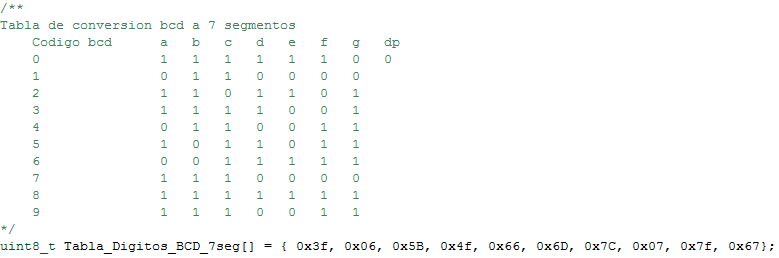 /**
Tabla de conversion bcd a 7 segmentos
Codigo bcd a b c d e f g dp
0 1 1 1 1 1 1 0 0
1 0 1 1 0 0 0 0
2 1 1 0 1 1 0 1
3 1 1 1 1 0 0 1
4 0 1 1 0 0 1 1
5 1 0 1 1 0 1 1
6 0 0 1 1 1 1 1
7 1 1 1 0 0 0 0
8 1 1 1 1 1 1 1
9 1 1 1 0 0 1 1
*/
uint8_t Tabla_Digitos_BCD_7seg[] = { 0x3f, 0x06, 0x5B, 0x4f, 0x66, 0x6D, 0x7C, 0x07, 0x7f, 0x67};